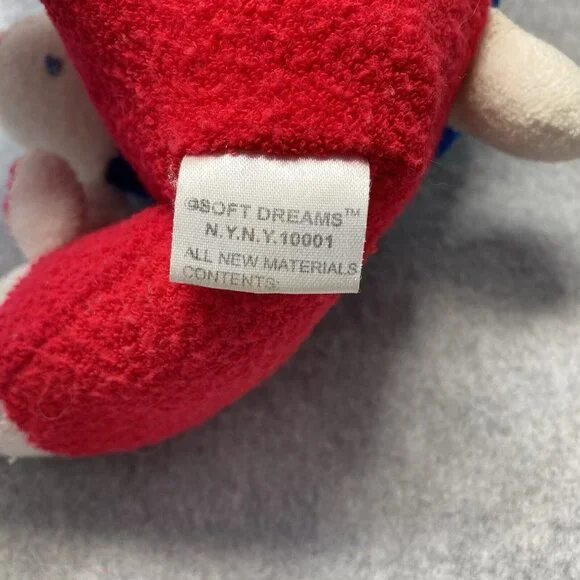 ©SOFT DREAMS™
N.Y.N.Y.10001
ALL NEW MATERIALS
CONTENTS: